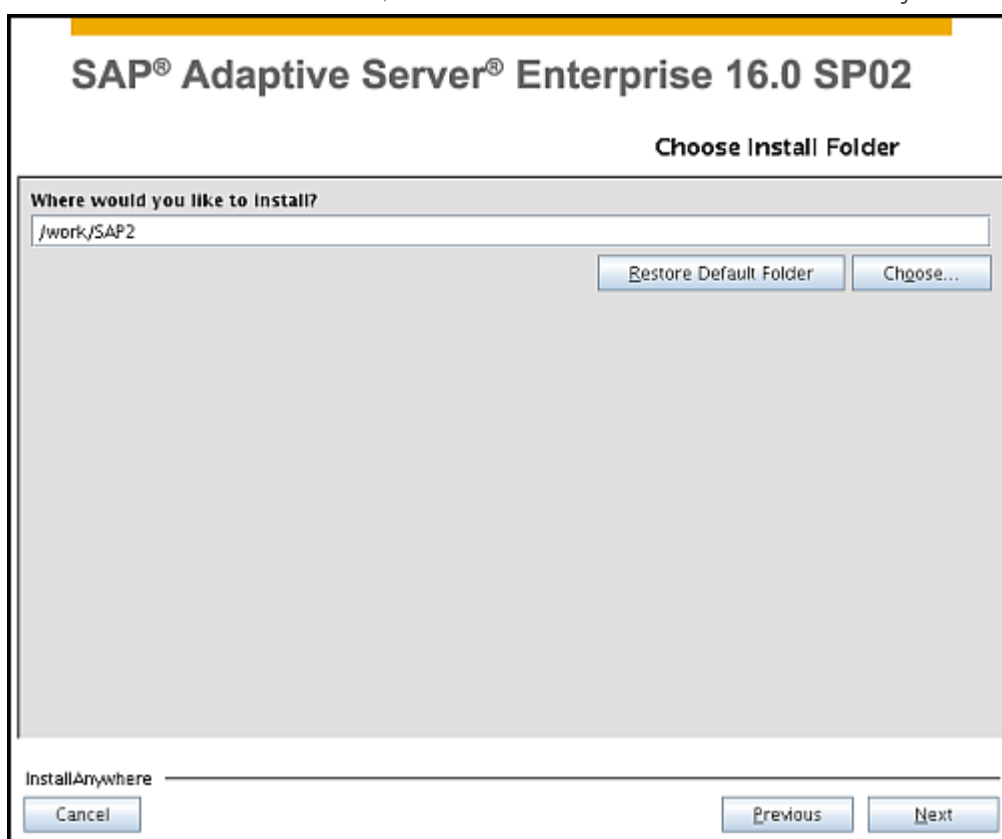 SAP® Adaptive Server® Enterprise 16.0 SP02
Choose Install Folder
Where would you like to Install?
/work/SAP2
Restore Default Folder Choose...
InstallAnywhere
Cancel Previous Next